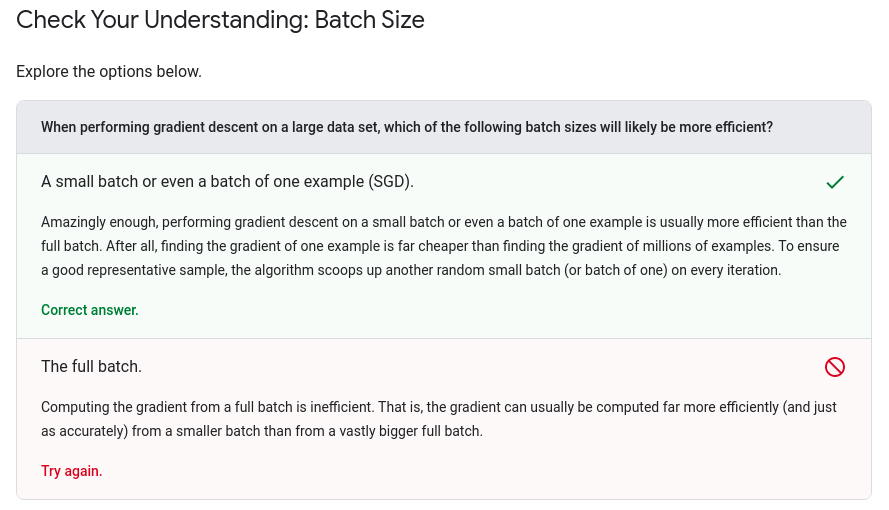 Check Your Understanding: Batch Size
Explore the options below.
When performing gradient descent on a large data set, which of the following batch sizes will likely be more efficient?
A small batch or even a batch of one example (SGD).
Amazingly enough, performing gradient descent on a small batch or even a batch of one example is usually more efficient than the
full batch. After all, finding the gradient of one example is far cheaper than finding the gradient of millions of examples. To ensure
a good representative sample, the algorithm scoops up another random small batch (or batch of one) on every iteration.
Correct answer.
The full batch.
Computing the gradient from a full batch is inefficient. That is, the gradient can usually be computed far more efficiently (and just
as accurately) from a smaller batch than from a vastly bigger full batch.
Try again.